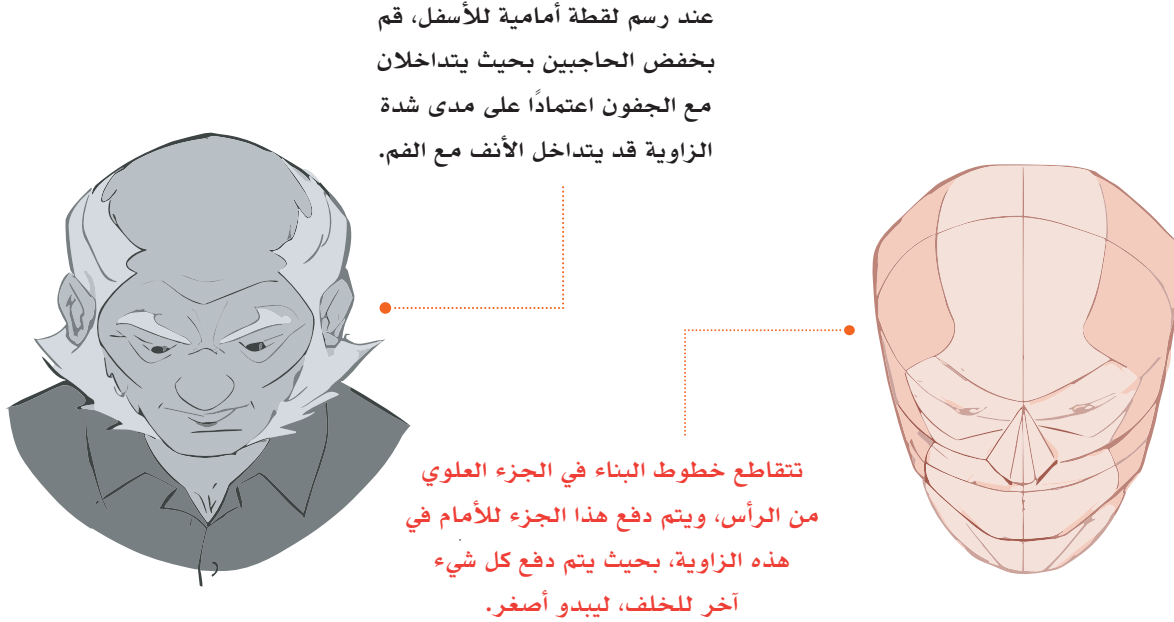 عند رسم لقطة أمامية للأسفل، قم
بخفض الحاجبين بحيث يتداخلان
مع الجفون اعتمادًا على مدى شدة
الزاوية قد يتداخل الأنف مع الفم.
تتقاطع خطوط البناء في الجزء العلوي
من الرأس، ويتم دفع هذا الجزء للأمام في
هذه الزاوية، بحيث يتم دفع كل شيء
آخر للخلف، ليبدو أصغر.